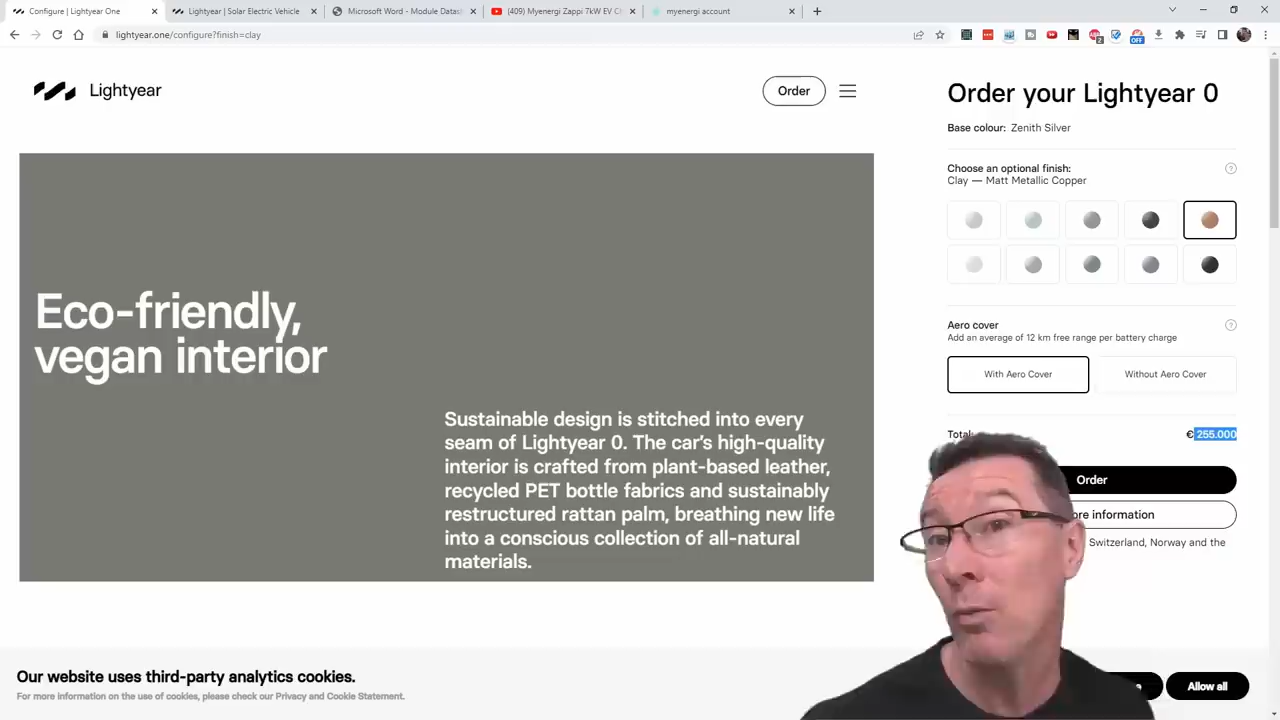 Configure | Lightyear One
Lightyear | Solar Electric Vehicle
Microsoft Word - Module Datash
(409) Myenergi Zappi 7kW EV Ch
myenergi account
lightyear.one/configure?finish=clay
2
OFF
Lightyear
Order
Order your Lightyear 0
Base colour: Zenith Silver
Choose an optional finish:
Clay — Matt Metallic Copper
Eco-friendly,
vegan interior
Aero cover
Add an average of 12 km free range per battery charge
With Aero Cover
Without Aero Cover
Sustainable design is stitched into every
seam of Lightyear 0. The car's high-quality
interior is crafted from plant-based leather,
recycled PET bottle fabrics and sustainably
restructured rattan palm, breathing new life
into a conscious collection of all-natural
materials.
Total:
€ 255.000
Order
ore information
Switzerland, Norway and the
Our website uses third-party analytics cookies.
For more information on the use of cookies, please check our Privacy and Cookie Statement.
Allow all